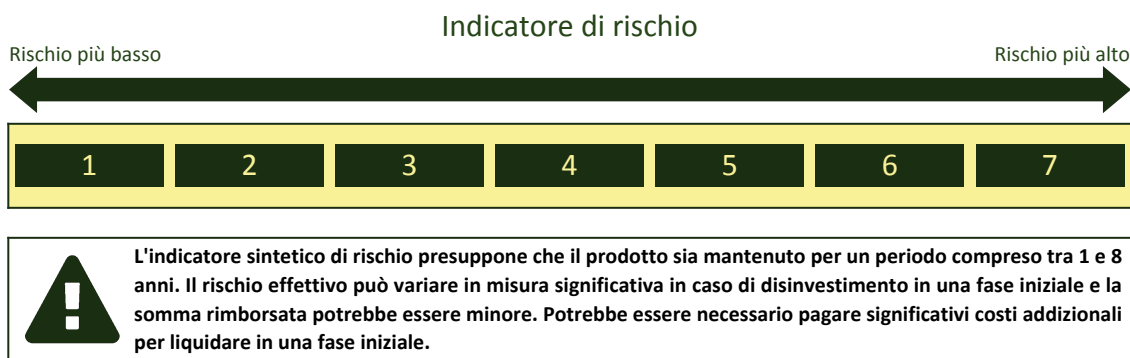 Indicatore di rischio
Rischio più basso Rischio più alto
1 2 3 4 5 6 7
L'indicatore sintetico di rischio presuppone che il prodotto sia mantenuto per un periodo compreso tra 1 e 8
anni. Il rischio effettivo può variare in misura significativa in caso di disinvestimento in una fase iniziale e la
somma rimborsata potrebbe essere minore. Potrebbe essere necessario pagare significativi costi addizionali
per liquidare in una fase iniziale.